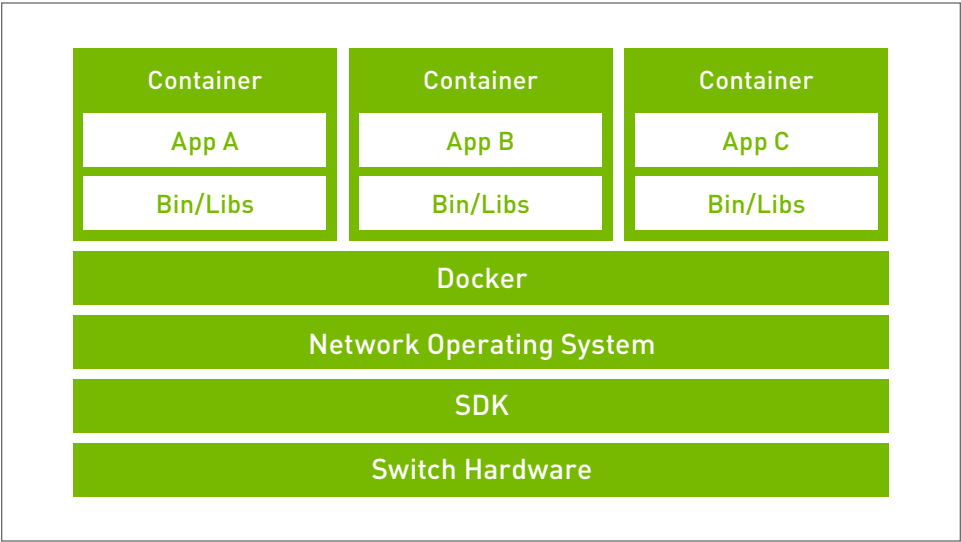 Container Container Container
App A App B App C
Bin/Libs Bin/Libs Bin/Libs
Docker
Network Operating System
SDK
Switch Hardware